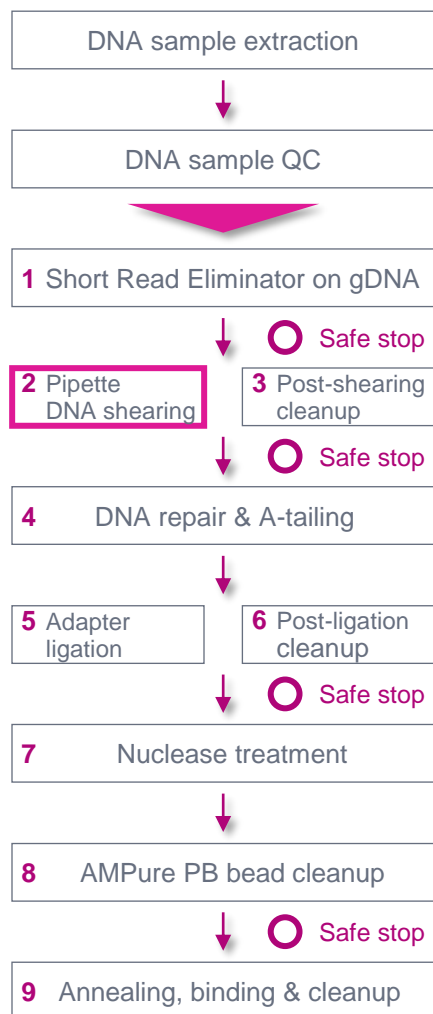 DNA sample extraction
DNA sample QC
1 Short Read Eliminator on gDNA
Safe stop
2 Pipette
DNA shearing
3 Post-shearing
cleanup
Safe stop
4 DNA repair & A-tailing
5 Adapter
ligation
6 Post-ligation
cleanup
Safe stop
7 Nuclease treatment
8 AMPure PB bead cleanup
Safe stop
9 Annealing, binding & cleanup